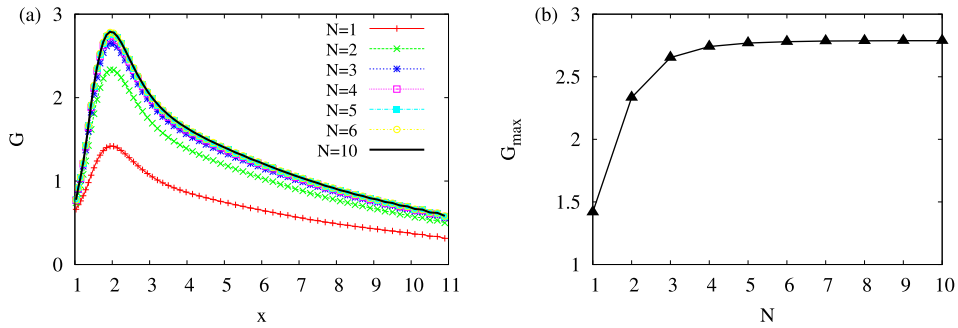 (a)
G
3
2
1
0
N=1
N=2
N=3
N=4
N=5
N=6
N=10
1 2 3 4 5 6 7 8 9 10 11
x
(b)
G_max
3
2.5
2
1.5
1
1 2 3 4 5 6 7 8 9 10
N